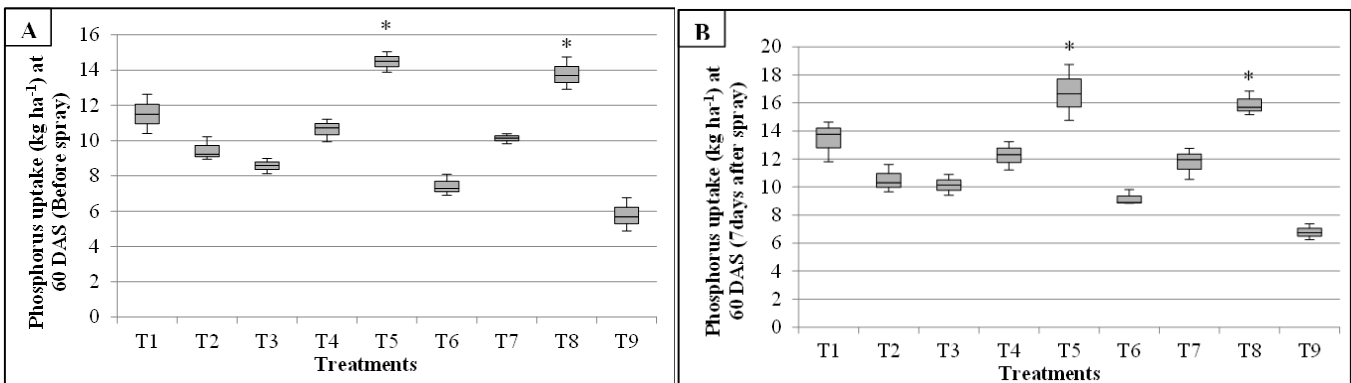 A
Phosphorus uptake (kg ha⁻¹) at
60 DAS (Before spray)
16
14
12
10
8
6
4
2
0
*
*
T1 T2 T3 T4 T5 T6 T7 T8 T9
Treatments
B
Phosphorus uptake (kg ha⁻¹) at
60 DAS (7days after spray)
20
18
16
14
12
10
8
6
4
2
0
*
*
T1 T2 T3 T4 T5 T6 T7 T8 T9
Treatments